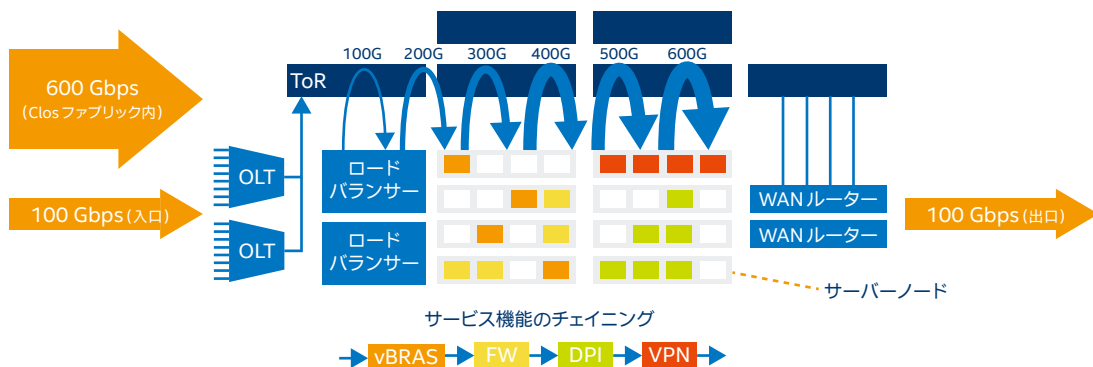 100G 200G 300G 400G 500G 600G
ToR
600 Gbps
(Clos ファブリック内)
OLT
ロード
バランサー
100 Gbps (入口)
WAN ルーター
100 Gbps (出口)
OLT
ロード
バランサー
WAN ルーター
サーバーノード
サービス機能のチェイニング
vBRAS FW DPI VPN